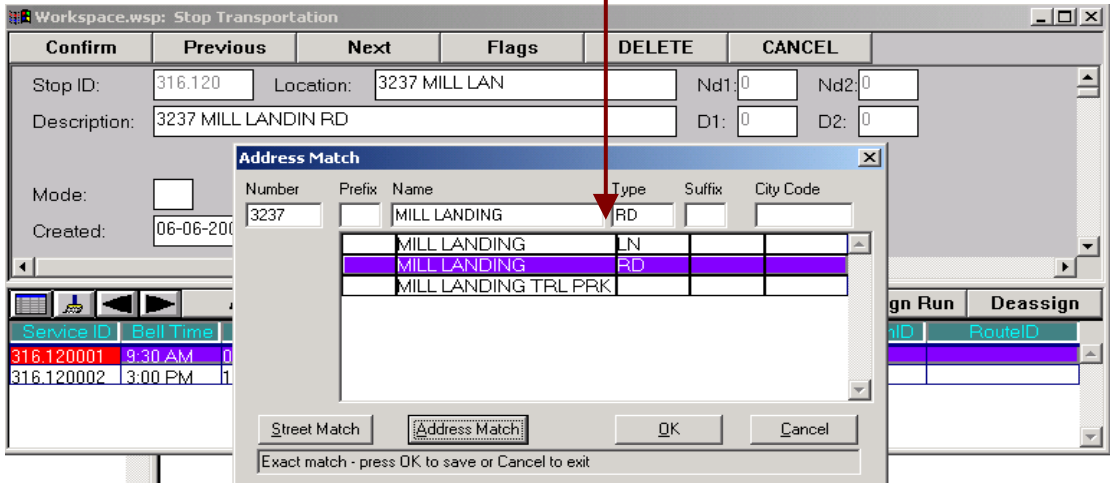 Workspace.wsp: Stop Transportation
Confirm Previous Next Flags DELETE CANCEL
Stop ID: 316.120 Location: 3237 MILL LAN Nd1: 0 Nd2: 0
Description: 3237 MILL LANDIN RD D1: 0 D2: 0
Address Match
Number Prefix Name Type Suffix City Code
Mode:
3237 MILL LANDING RD
Created: 06-06-200
MILL LANDING LN
MILL LANDING RD
MILL LANDING TRL PRK
gn Run Deassign
Service ID Bell Time nID RouteID
316.120001 9:30 AM 0
316.120002 3:00 PM 1
Street Match Address Match OK Cancel
Exact match - press OK to save or Cancel to exit